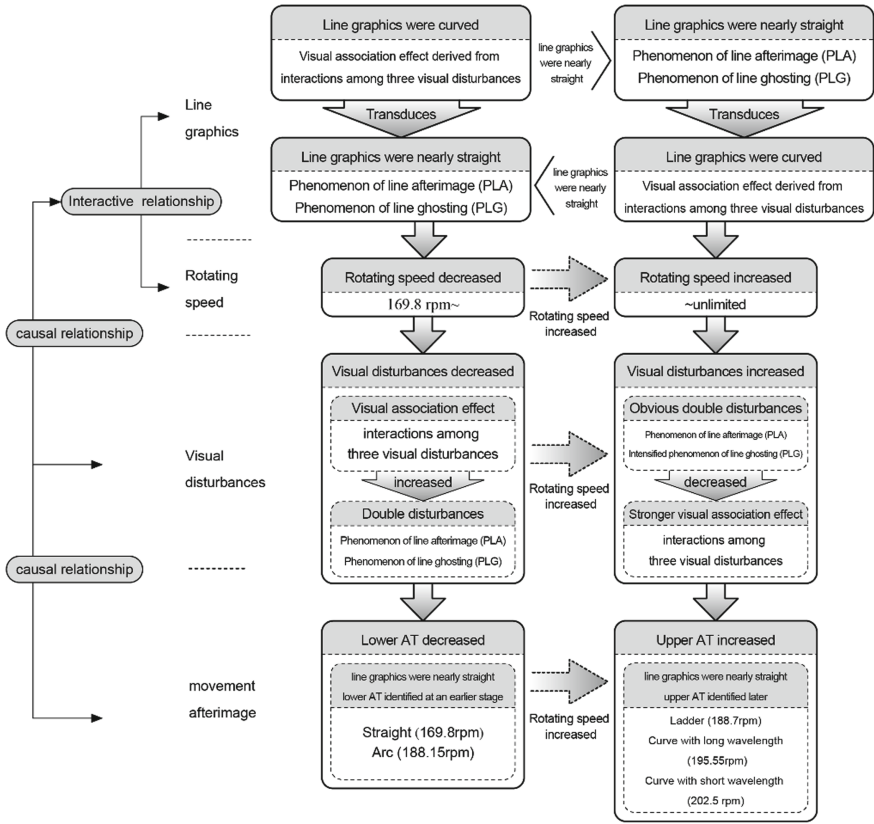 Line graphics were curved
Visual association effect derived from
interactions among three visual disturbances
line graphics
were nearly
straight
Line graphics were nearly straight
Phenomenon of line afterimage (PLA)
Phenomenon of line ghosting (PLG)
Transduces
Transduces
Line
graphics
Line graphics were nearly straight
Phenomenon of line afterimage (PLA)
Phenomenon of line ghosting (PLG)
line graphics
were nearly
straight
Line graphics were curved
Visual association effect derived from
interactions among three visual disturbances
Interactive relationship
Rotating
speed
Rotating speed decreased
169.8 rpm~
Rotating speed
increased
Rotating speed increased
~unlimited
causal relationship
Visual
disturbances
Visual disturbances decreased
Visual association effect
interactions among
three visual disturbances
increased
Double disturbances
Phenomenon of line afterimage (PLA)
Phenomenon of line ghosting (PLG)
Rotating speed
increased
Visual disturbances increased
Obvious double disturbances
Phenomenon of line afterimage (PLA)
Intensified phenomenon of line ghosting (PLG)
decreased
Stronger visual association effect
interactions among
three visual disturbances
causal relationship
movement
afterimage
Lower AT decreased
line graphics were nearly straight
lower AT identified at an earlier stage
Straight (169.8rpm)
Arc (188.15rpm)
Rotating speed
increased
Upper AT increased
line graphics were nearly straight
upper AT identified later
Ladder (188.7rpm)
Curve with long wavelength
(195.55rpm)
Curve with short wavelength
(202.5 rpm)